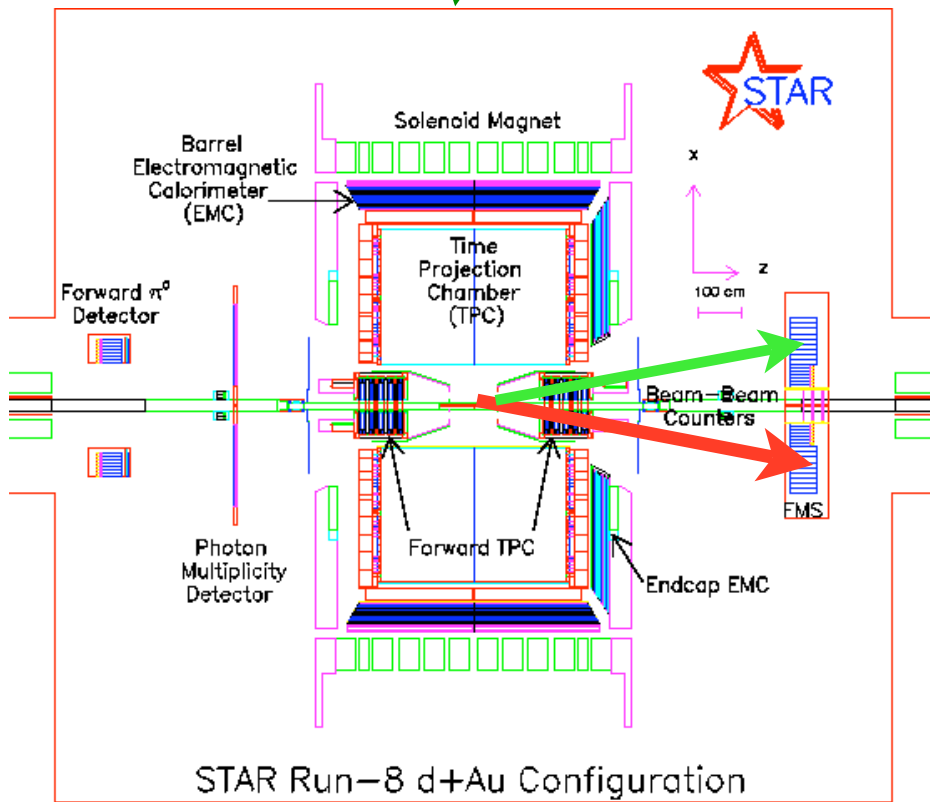 STAR
Solenoid Magnet
Barrel
Electromagnetic
Calorimeter
(EMC)
x
z
100 cm
Time
Projection
Chamber
(TPC)
Forward π⁰
Detector
Beam-Beam
Counters
FMS
Photon
Multiplicity
Detector
Forward TPC
Endcap EMC
STAR Run-8 d+Au Configuration